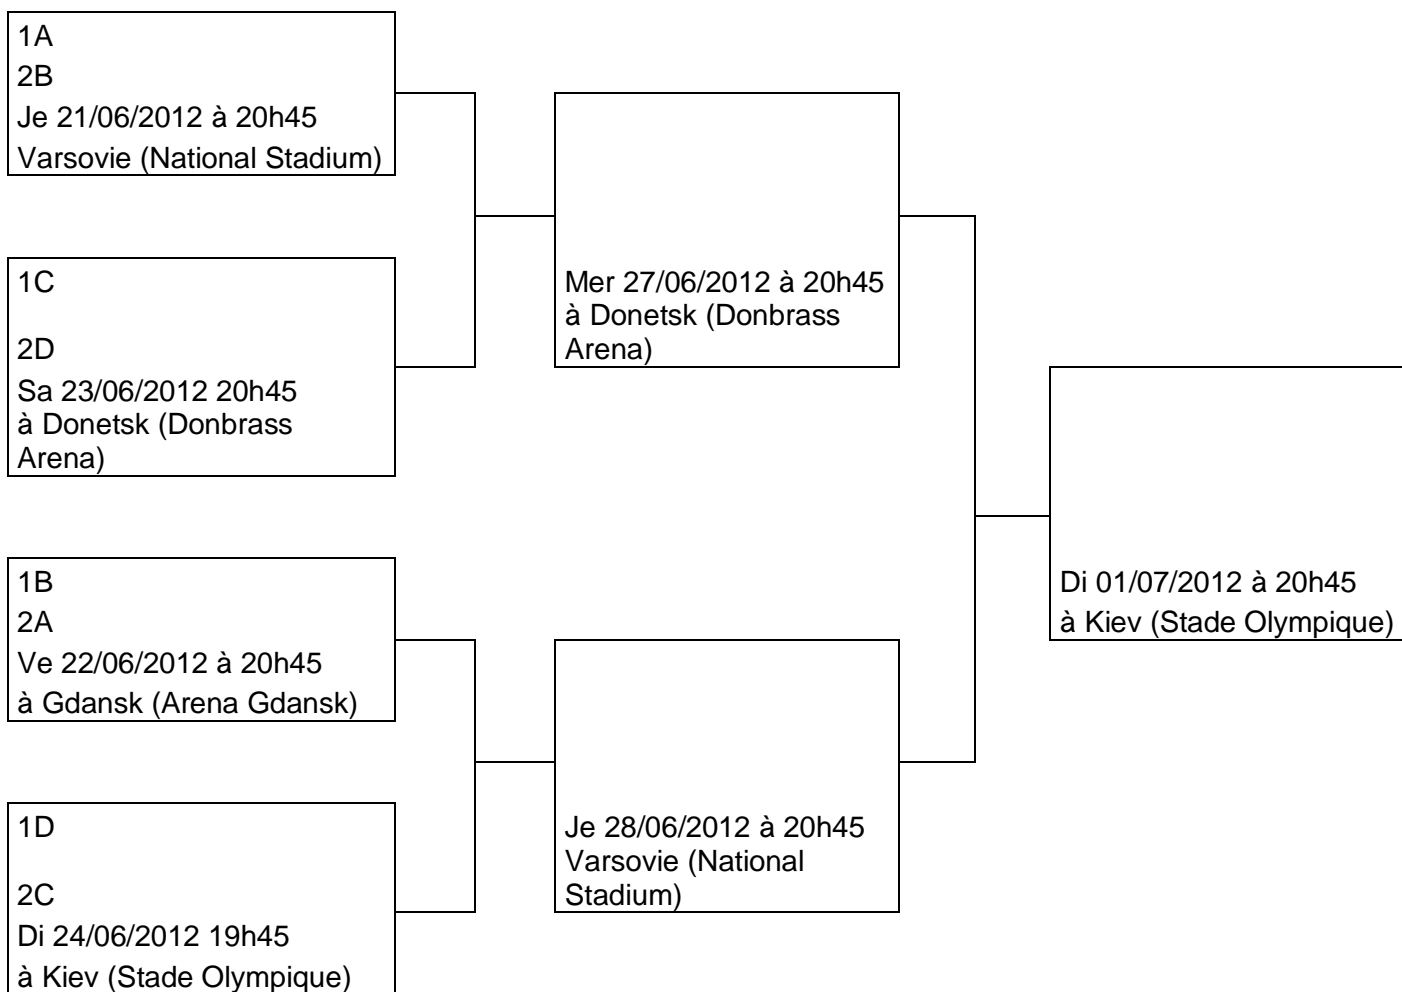 1A
2B
Je 21/06/2012 à 20h45
Varsovie (National Stadium)
1C
2D
Sa 23/06/2012 20h45
à Donetsk (Donbrass
Arena)
1B
2A
Ve 22/06/2012 à 20h45
à Gdansk (Arena Gdansk)
1D
2C
Di 24/06/2012 19h45
à Kiev (Stade Olympique)
Mer 27/06/2012 à 20h45
à Donetsk (Donbrass
Arena)
Je 28/06/2012 à 20h45
Varsovie (National
Stadium)
Di 01/07/2012 à 20h45
à Kiev (Stade Olympique)